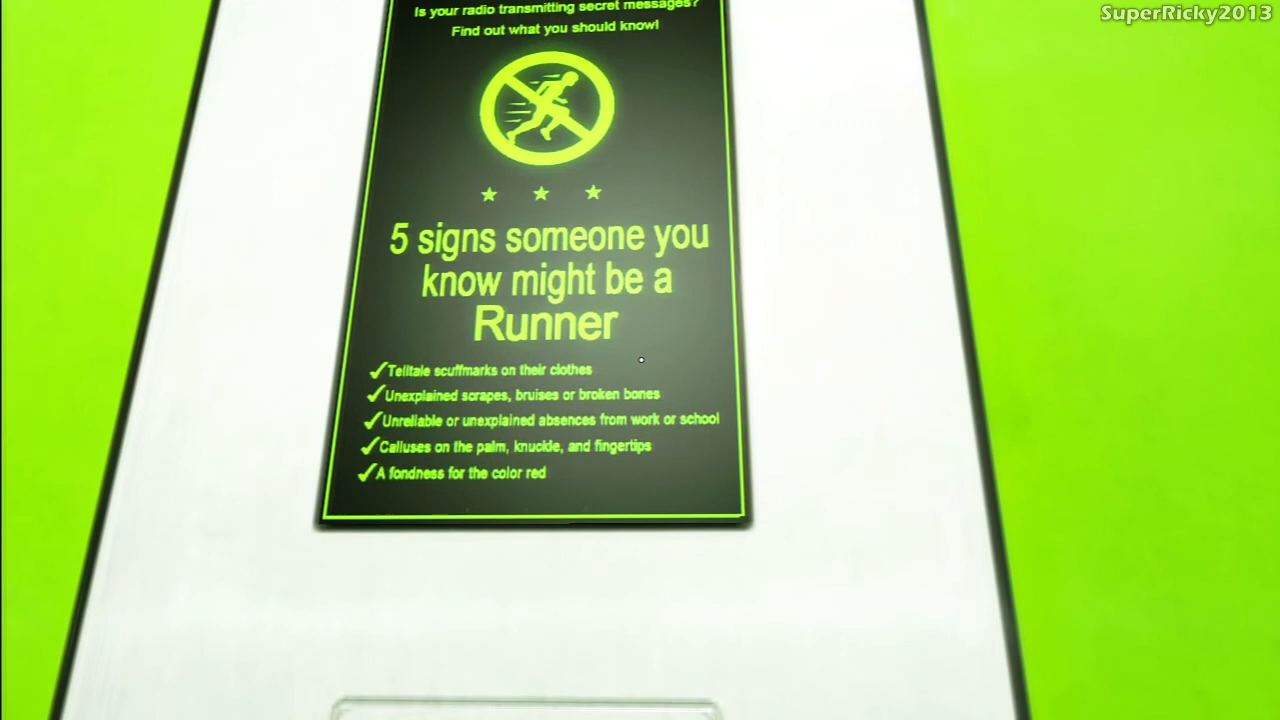 SuperRicky2013
Is your radio transmitting secret messages?
Find out what you should know!
5 signs someone you
know might be a
Runner
Telltale scuffmarks on their clothes
Unexplained scrapes, bruises or broken bones
Unreliable or unexplained absences from work or school
Calluses on the palm, knuckle, and fingertips
A fondness for the color red